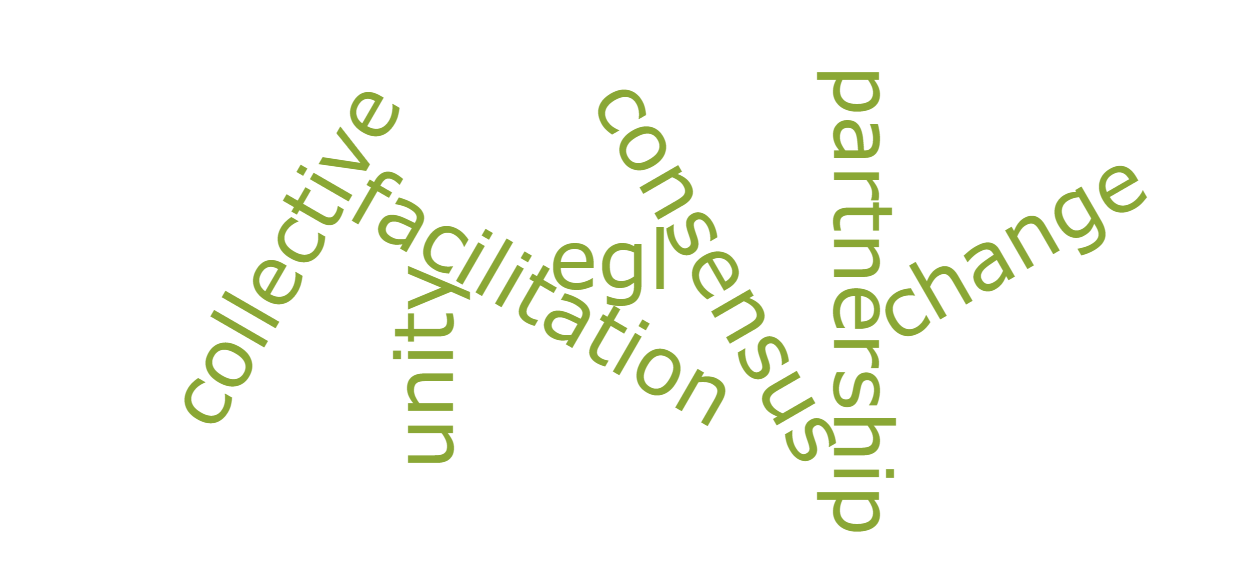 collective
facilitation
unity
egl
consensus
partnership
change